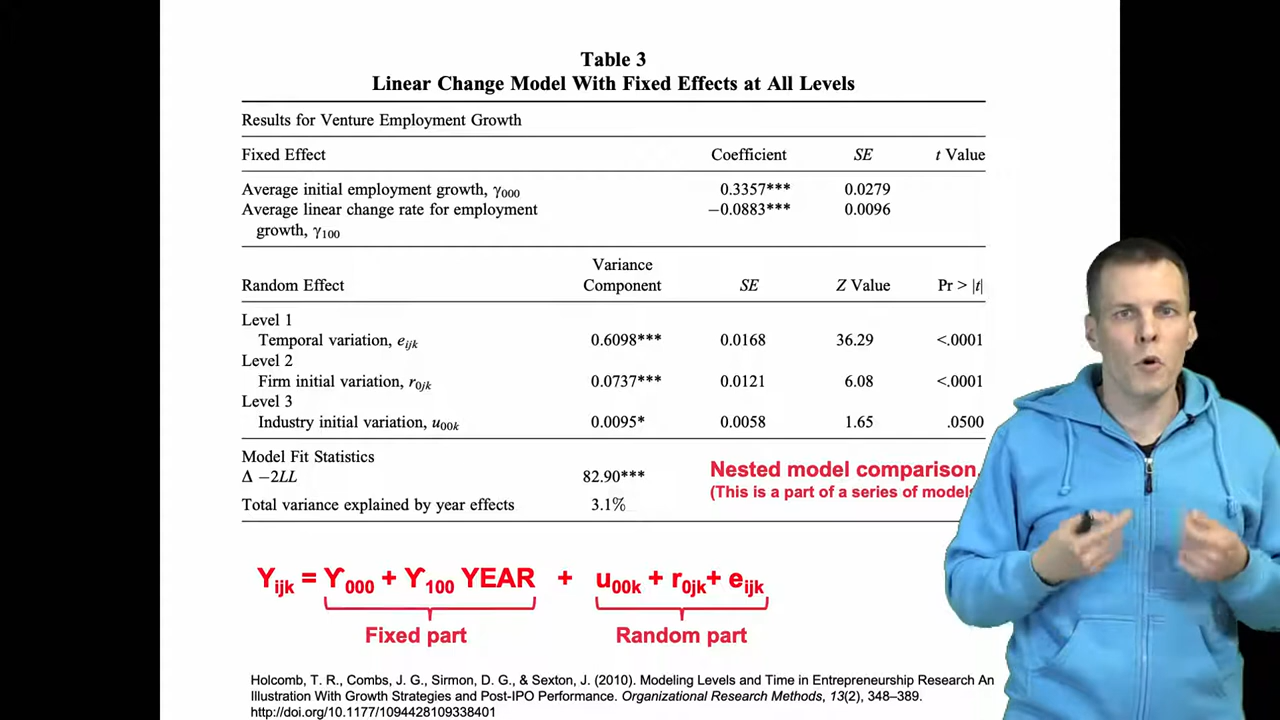 Table 3
Linear Change Model With Fixed Effects at All Levels
Results for Venture Employment Growth
Fixed Effect Coefficient SE t Value
Average initial employment growth, γ000 0.3357*** 0.0279
Average linear change rate for employment −0.0883*** 0.0096
growth, γ100
Variance
Random Effect Component SE Z Value Pr > |t|
Level 1
Temporal variation, eijk 0.6098*** 0.0168 36.29 <.0001
Level 2
Firm initial variation, r0jk 0.0737*** 0.0121 6.08 <.0001
Level 3
Industry initial variation, u00k 0.0095* 0.0058 1.65 .0500
Model Fit Statistics
Δ −2LL 82.90***
Nested model comparison
(This is a part of a series of models
Total variance explained by year effects 3.1%
Yijk = ϒ000 + ϒ100 YEAR + u00k + r0jk+ eijk
Fixed part Random part
Holcomb, T. R., Combs, J. G., Sirmon, D. G., & Sexton, J. (2010). Modeling Levels and Time in Entrepreneurship Research An
Illustration With Growth Strategies and Post-IPO Performance. Organizational Research Methods, 13(2), 348–389.
http://doi.org/10.1177/1094428109338401